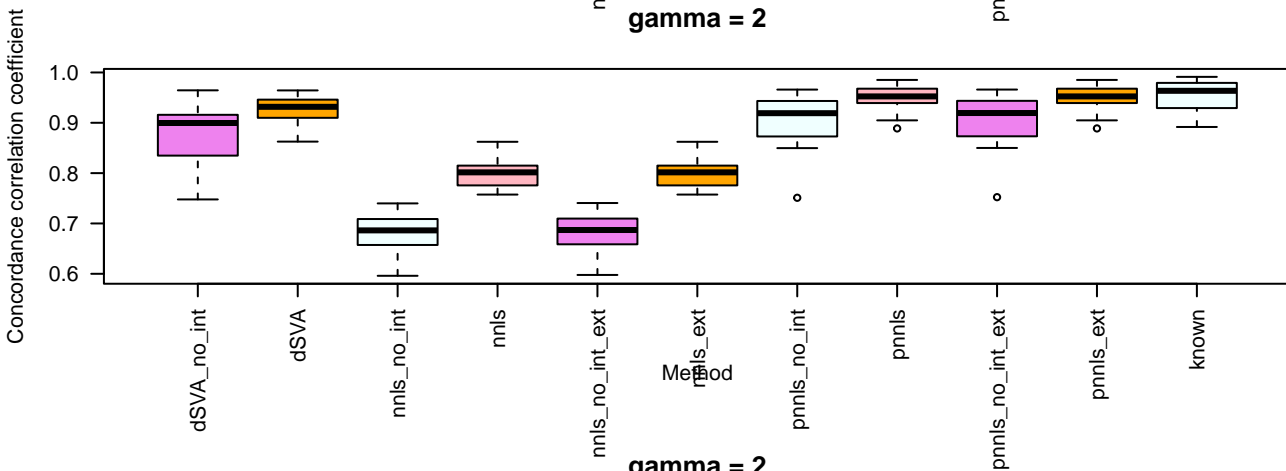 n
pn
gamma = 2
Concordance correlation coefficient
1.0
0.9
0.8
0.7
0.6
dSVA_no_int
dSVA
nnls_no_int
nnls
nnls_no_int_ext
nnls_ext
pnnls_no_int
pnnls
pnnls_no_int_ext
pnnls_ext
known
Method
gamma = 2